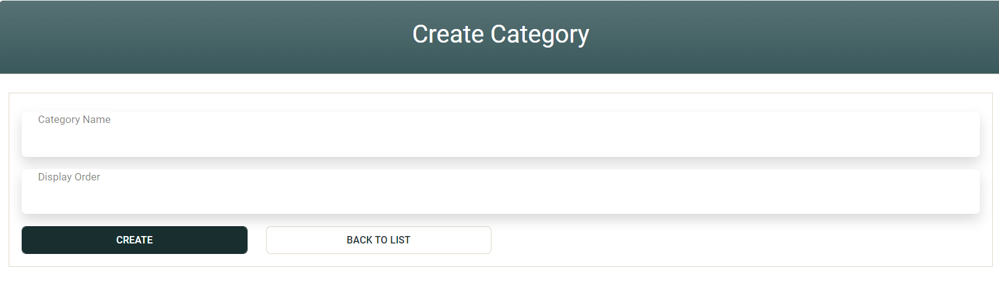 Create Category
Category Name
Display Order
CREATE
BACK TO LIST